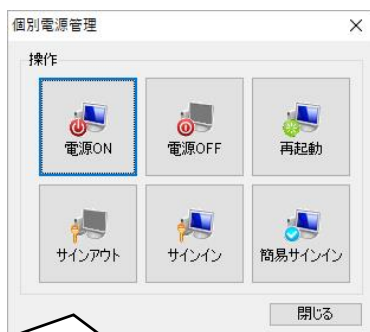 個別電源管理
操作
電源ON
電源OFF
再起動
サインアウト
サインイン
簡易サインイン
閉じる